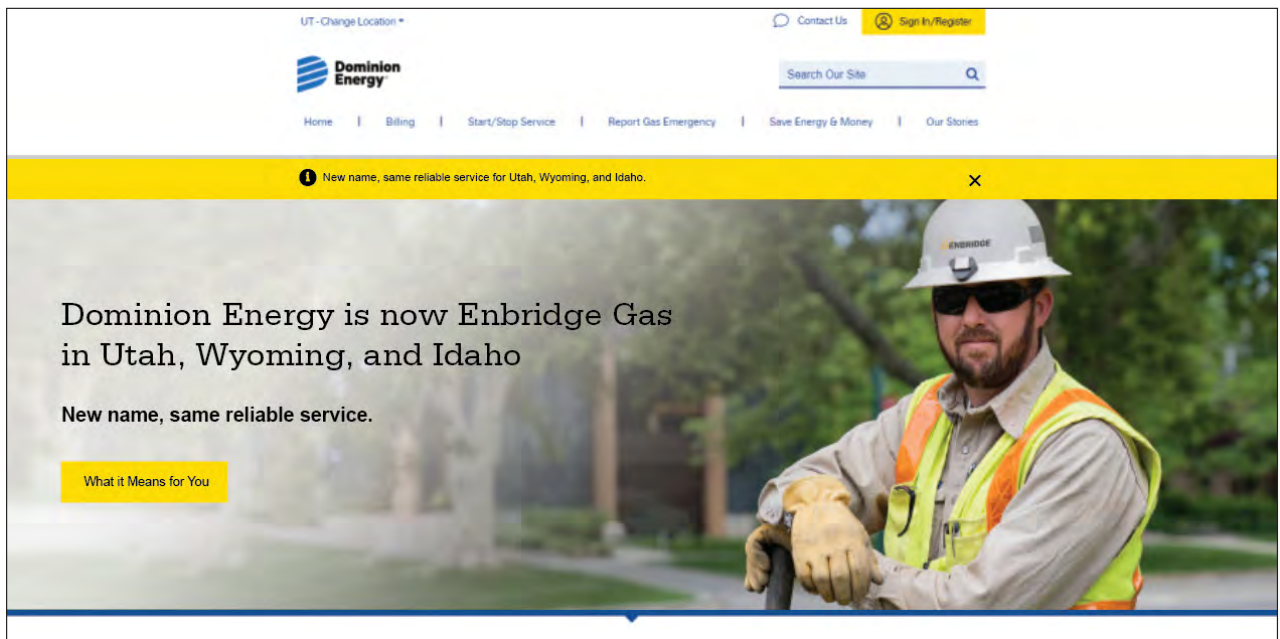 UT - Change Location
Contact Us
Sign In/Register
Dominion
Energy
Search Our Site
Home | Billing | Start/Stop Service | Report Gas Emergency | Save Energy & Money | Our Stories
New name, same reliable service for Utah, Wyoming, and Idaho.
ENBRIDGE
Dominion Energy is now Enbridge Gas
in Utah, Wyoming, and Idaho
New name, same reliable service.
What it Means for You